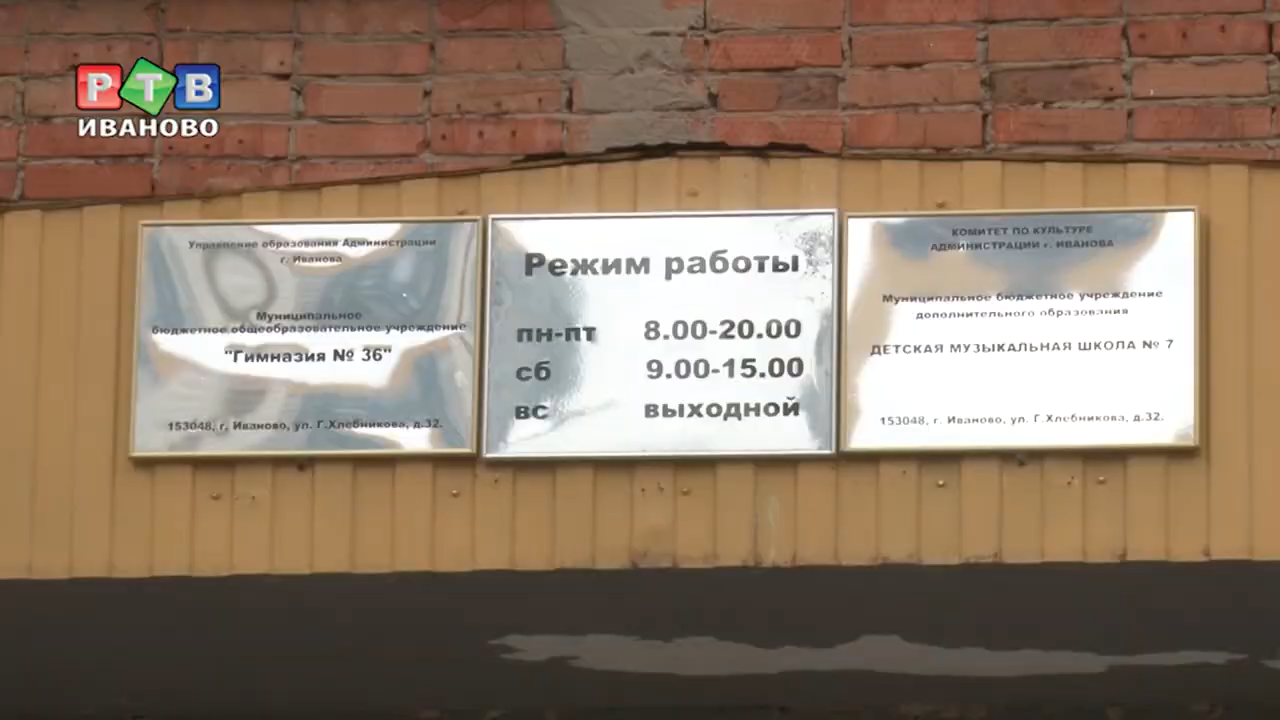 РТВ
ИВАНОВО
Управление образования Администрации
г. Иванова
Муниципальное
бюджетное общеобразовательное учреждение
"Гимназия № 36"
153048, г. Иваново, ул. Г.Хлебникова, д.32.
Режим работы
пн-пт 8.00-20.00
сб 9.00-15.00
вс выходной
КОМИТЕТ ПО КУЛЬТУРЕ
АДМИНИСТРАЦИИ г. ИВАНОВА
Муниципальное бюджетное учреждение
дополнительного образования
ДЕТСКАЯ МУЗЫКАЛЬНАЯ ШКОЛА № 7
153048, г. Иваново, ул. Г.Хлебникова, д.32.